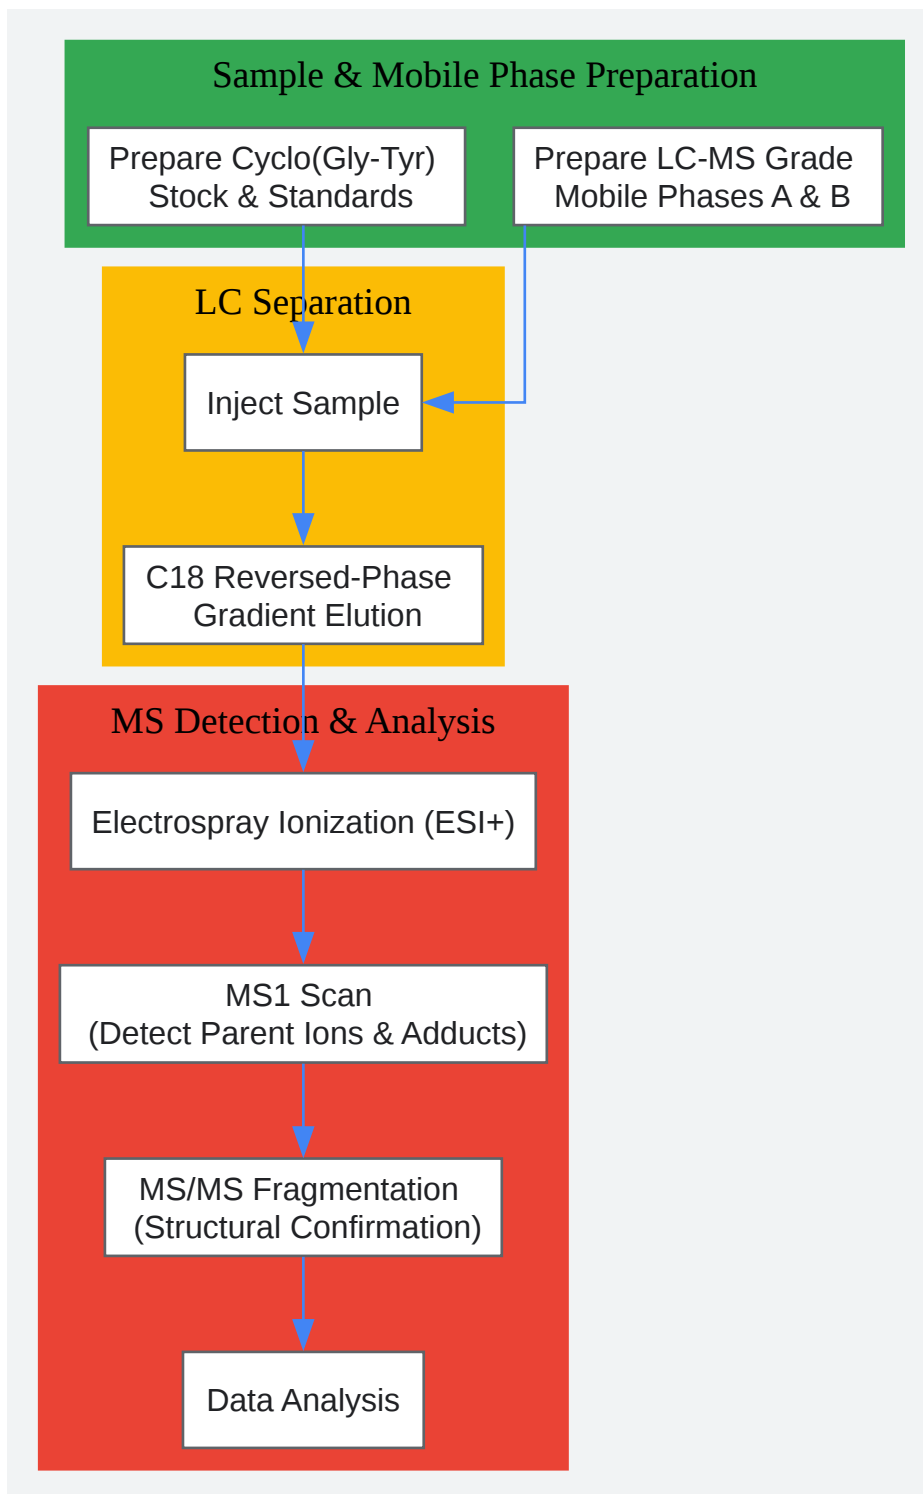 Sample & Mobile Phase Preparation
Prepare Cyclo(Gly-Tyr)
Stock & Standards
Prepare LC-MS Grade
Mobile Phases A & B
LC Separation
Inject Sample
C18 Reversed-Phase
Gradient Elution
MS Detection & Analysis
Electrospray Ionization (ESI+)
MS1 Scan
(Detect Parent Ions & Adducts)
MS/MS Fragmentation
(Structural Confirmation)
Data Analysis